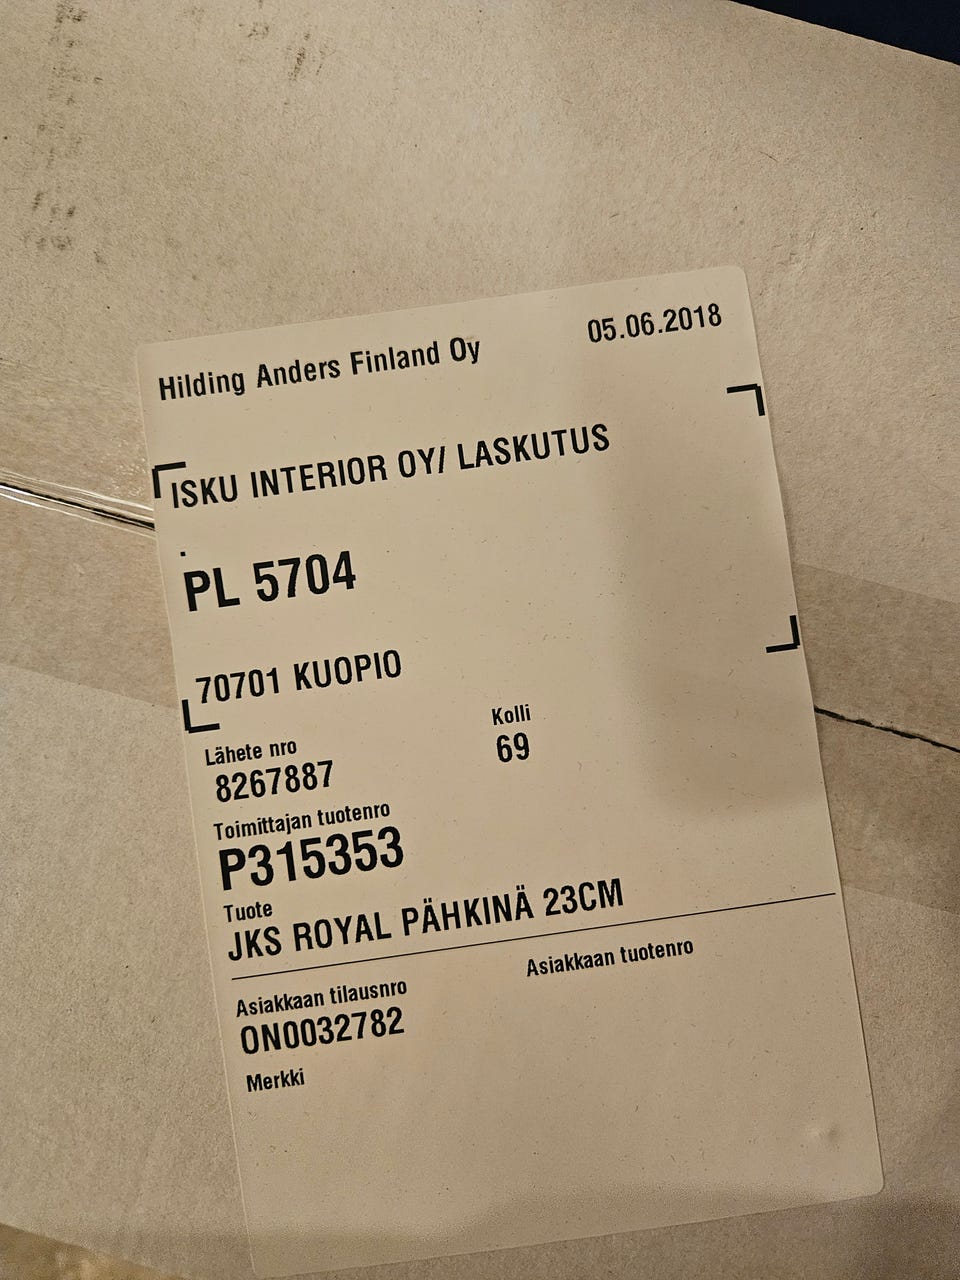 Hilding Anders Finland Oy 05.06.2018
ISKU INTERIOR OY/ LASKUTUS
.
PL 5704
70701 KUOPIO
Lähete nro Kolli
8267887 69
Toimittajan tuotenro
P315353
Tuote
JKS ROYAL PÄHKINÄ 23CM
Asiakkaan tilausnro Asiakkaan tuotenro
ON0032782
Merkki